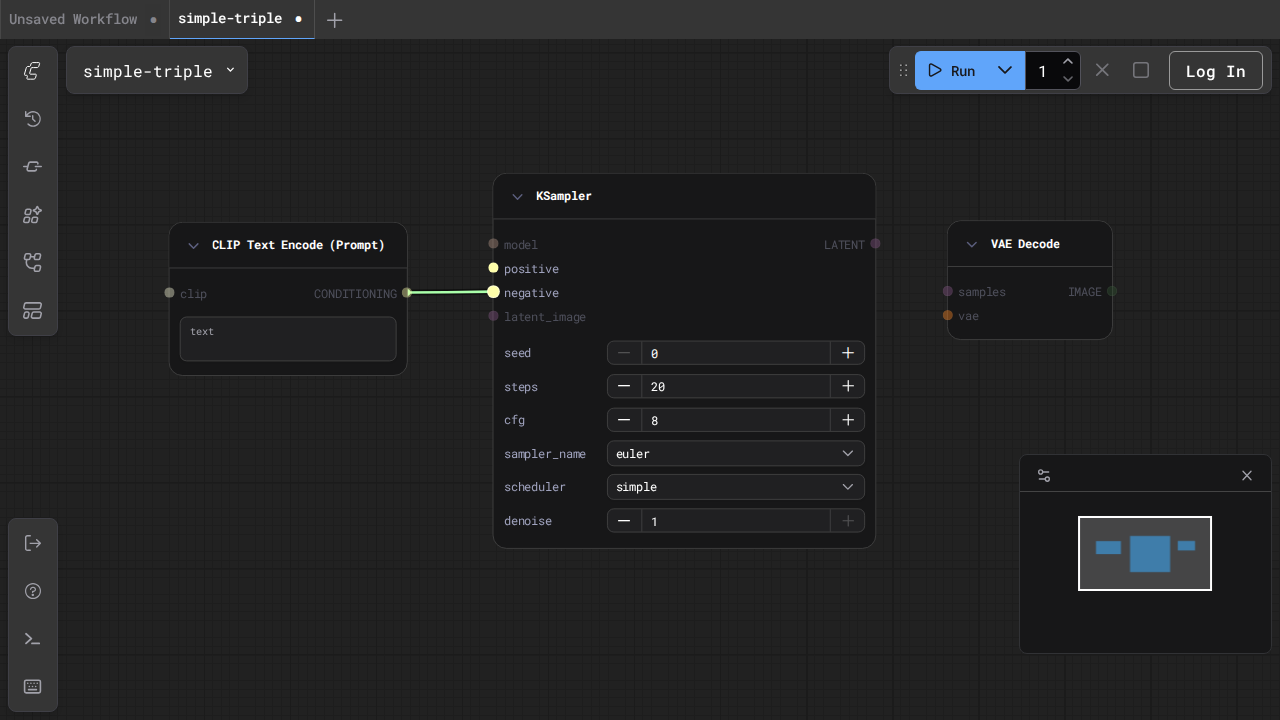 Unsaved Workflow
simple-triple
simple-triple
Run
1
Log In
CLIP Text Encode (Prompt)
clip
CONDITIONING
text
KSampler
model
LATENT
positive
negative
latent_image
seed
0
steps
20
cfg
8
sampler_name
euler
scheduler
simple
denoise
1
VAE Decode
samples
IMAGE
vae